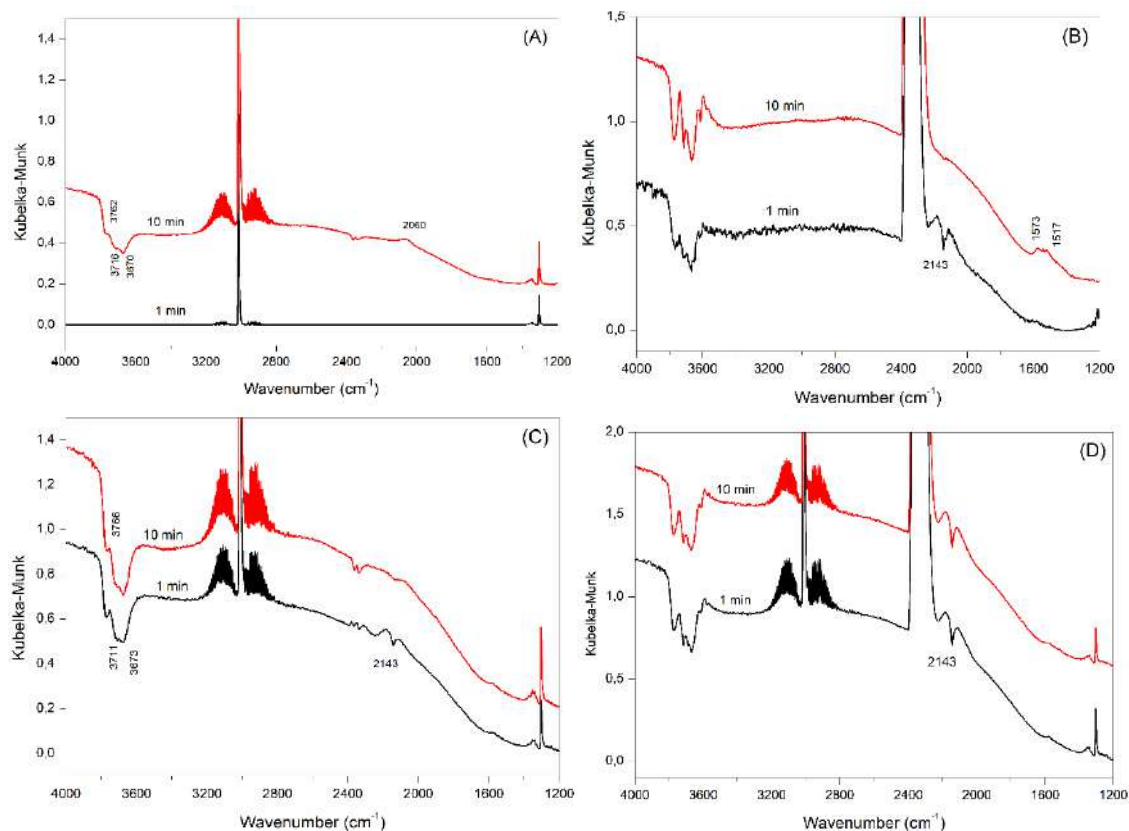 (A)
1,4
1,2
1,0
0,8
0,6
0,4
0,2
0,0
Kubelka-Munk
3762
3716
3670
10 min
2060
1 min
4000 3600 3200 2800 2400 2000 1600 1200
Wavenumber (cm⁻¹)
(B)
1,5
1,0
0,5
0,0
Kubelka-Munk
10 min
1 min
2143
1573
1517
4000 3600 3200 2800 2400 2000 1600 1200
Wavenumber (cm⁻¹)
(C)
1,4
1,2
1,0
0,8
0,6
0,4
0,2
0,0
Kubelka-Munk
3766
10 min
1 min
3711
3673
2143
4000 3600 3200 2800 2400 2000 1600 1200
Wavenumber (cm⁻¹)
(D)
2,0
1,5
1,0
0,5
0,0
Kubelka-Munk
10 min
1 min
2143
4000 3600 3200 2800 2400 2000 1600 1200
Wavenumber (cm⁻¹)